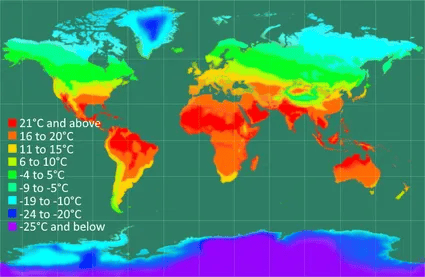 21°C and above
16 to 20°C
11 to 15°C
6 to 10°C
-4 to 5°C
-9 to -5°C
-19 to -10°C
-24 to -20°C
-25°C and below